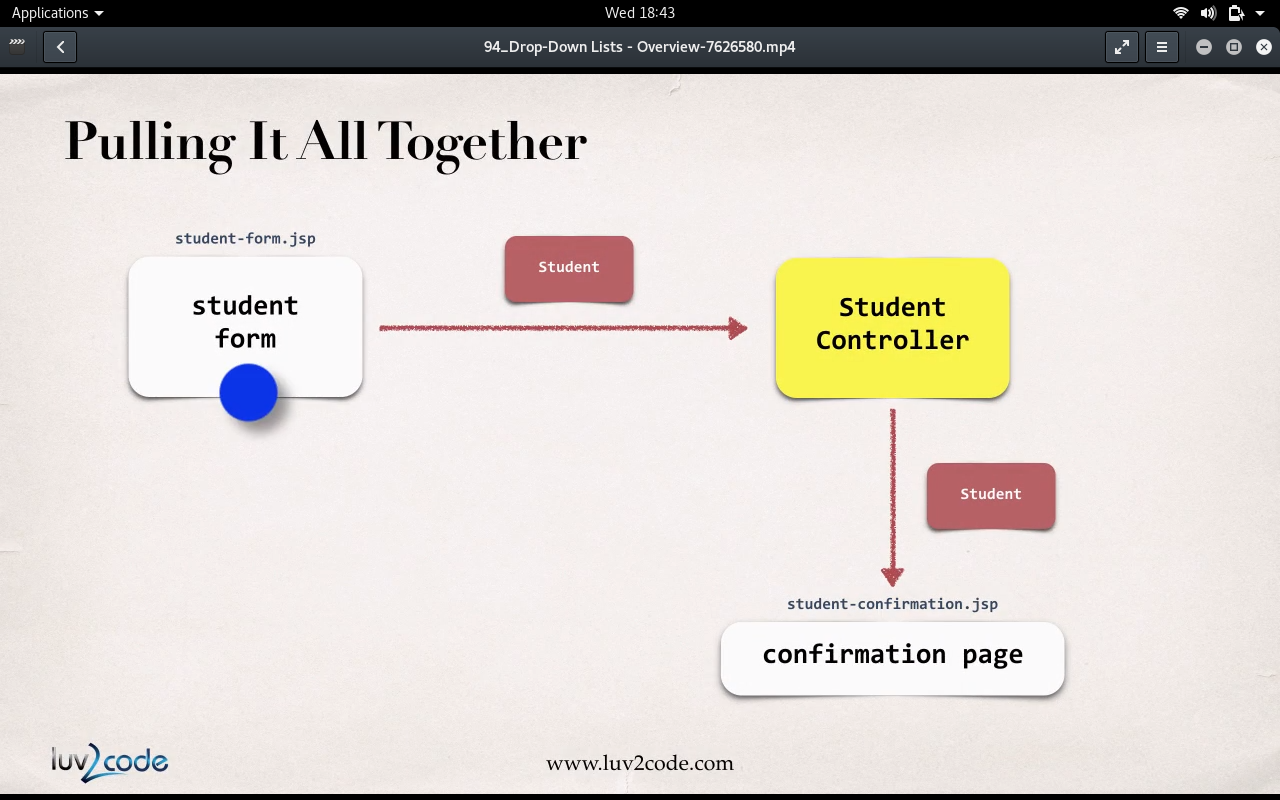 Applications
Wed 18:43
94_Drop-Down Lists - Overview-7626580.mp4
Pulling It All Together
student-form.jsp
student
form
Student
Student
Controller
Student
student-confirmation.jsp
confirmation page
luv2code
www.luv2code.com